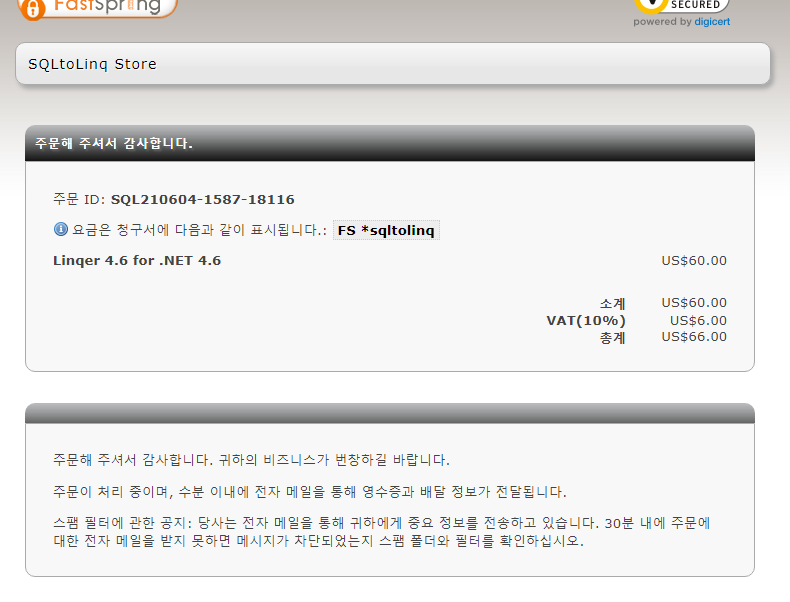 FastSpring
SECURED
powered by digicert
SQLtoLinq Store
주문해 주셔서 감사합니다.
주문 ID: SQL210604-1587-18116
요금은 청구서에 다음과 같이 표시됩니다.: FS *sqltolinq
Linqer 4.6 for .NET 4.6 US$60.00
소계 US$60.00
VAT(10%) US$6.00
총계 US$66.00
주문해 주셔서 감사합니다. 귀하의 비즈니스가 번창하길 바랍니다.
주문이 처리 중이며, 수분 이내에 전자 메일을 통해 영수증과 배달 정보가 전달됩니다.
스팸 필터에 관한 공지: 당사는 전자 메일을 통해 귀하에게 중요 정보를 전송하고 있습니다. 30분 내에 주문에
대한 전자 메일을 받지 못하면 메시지가 차단되었는지 스팸 폴더와 필터를 확인하십시오.